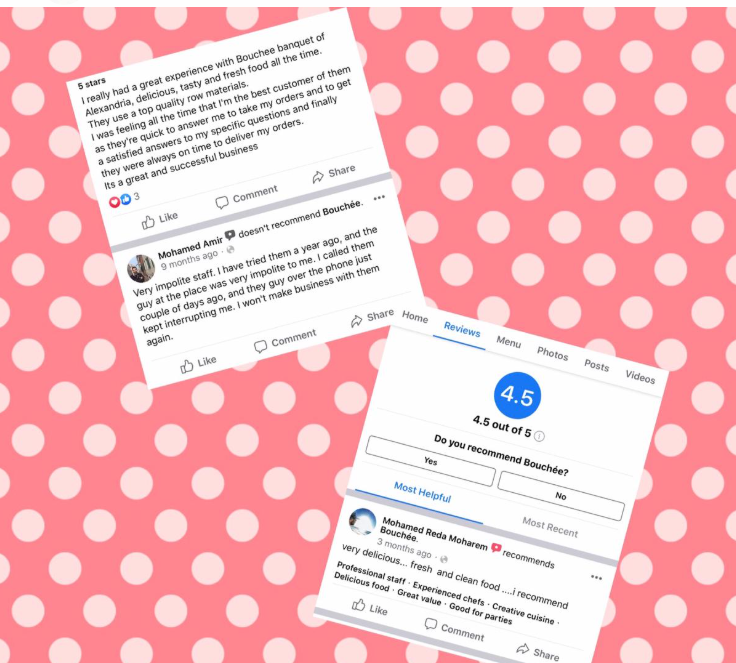 5 stars
I really had a great experience with Bouchee banquet of
Alexandria, delicious, tasty and fresh food all the time.
They use a top quality row materials.
I was feeling all the time that I'm the best customer of them
as they're quick to answer me to take my orders and to get
a satisfied answers to my specific questions and finally
they were always on time to deliver my orders.
Its a great and successful business
3
Like
Comment
Share
Mohamed Amir doesn't recommend Bouchée.
9 months ago ·
Very impolite staff. I have tried them a year ago, and the
guy at the place was very impolite to me. I called them
couple of days ago, and they guy over the phone just
kept interrupting me. I won't make business with them
again.
Like
Comment
Share
Home
Reviews
Menu
Photos
Posts
Videos
4.5
4.5 out of 5
Do you recommend Bouchée?
Yes
No
Most Helpful
Most Recent
Mohamed Reda Moharem recommends
Bouchée.
3 months ago ·
very delicious... fresh and clean food ....i recommend
Professional staff · Experienced chefs · Creative cuisine ·
Delicious food · Great value · Good for parties
Like
Comment
Share